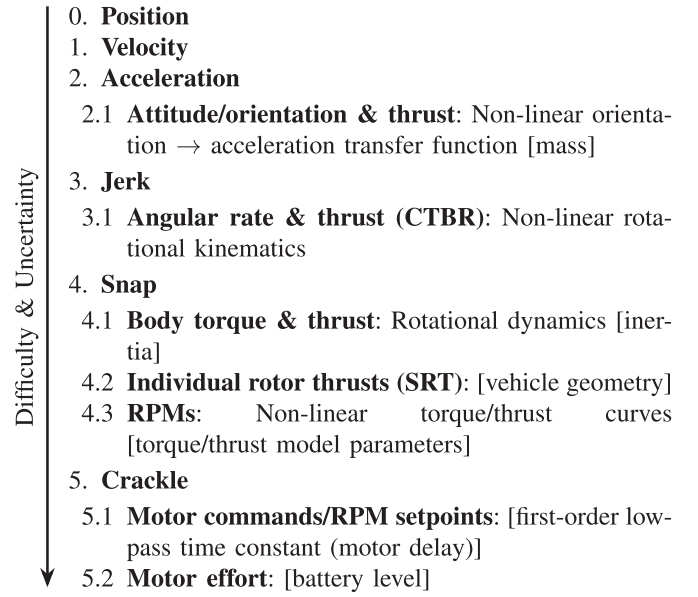 0. Position
1. Velocity
2. Acceleration
2.1 Attitude/orientation & thrust: Non-linear orienta-
tion → acceleration transfer function [mass]
3. Jerk
3.1 Angular rate & thrust (CTBR): Non-linear rota-
tional kinematics
4. Snap
4.1 Body torque & thrust: Rotational dynamics [iner-
tia]
4.2 Individual rotor thrusts (SRT): [vehicle geometry]
4.3 RPMs: Non-linear torque/thrust curves
[torque/thrust model parameters]
5. Crackle
5.1 Motor commands/RPM setpoints: [first-order low-
pass time constant (motor delay)]
5.2 Motor effort: [battery level]
Difficulty & Uncertainty